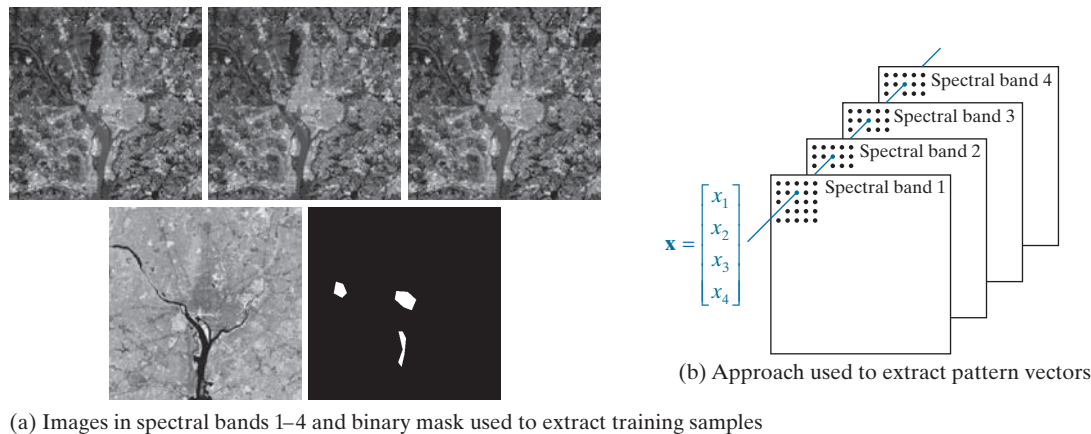 Spectral band 4
Spectral band 3
Spectral band 2
Spectral band 1
x = [x₁
x₂
x₃
x₄]
(b) Approach used to extract pattern vectors
(a) Images in spectral bands 1–4 and binary mask used to extract training samples